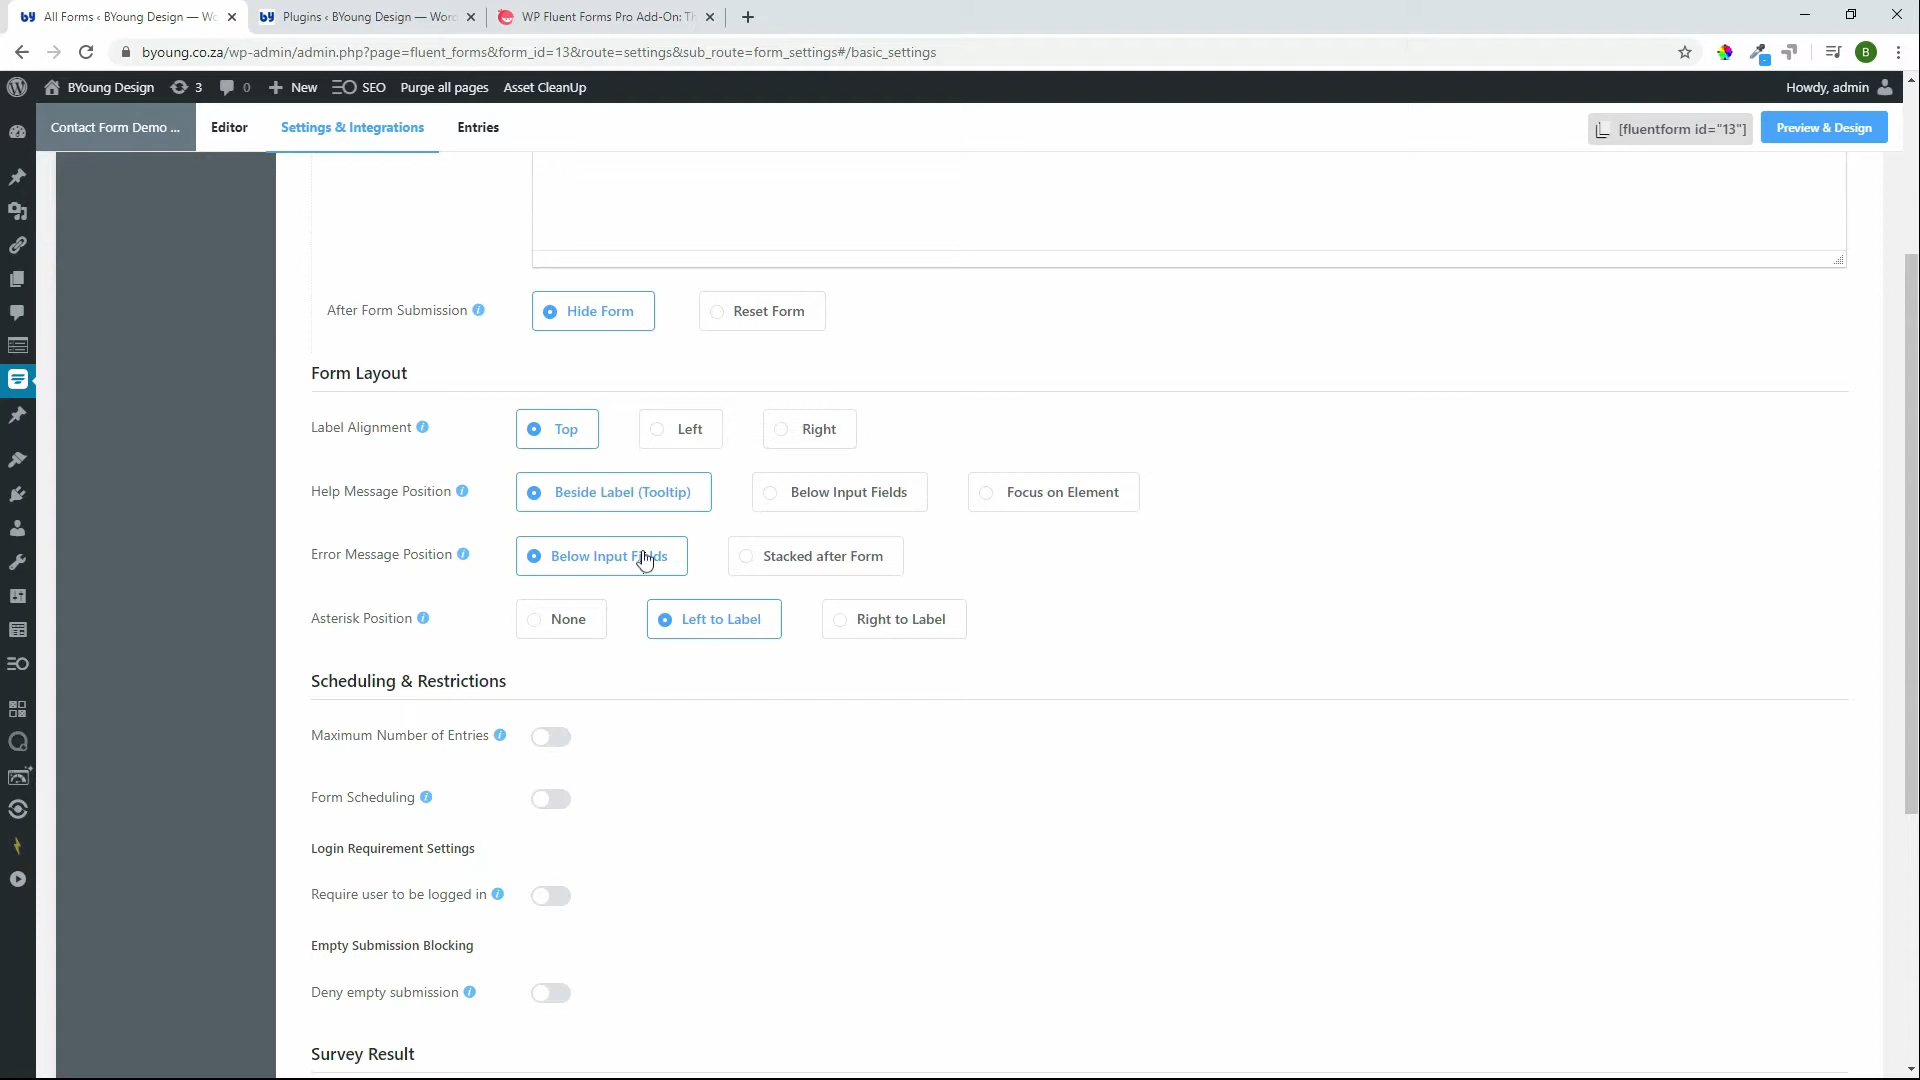 All Forms ‹ BYoung Design — Wo
Plugins ‹ BYoung Design — Word
WP Fluent Forms Pro Add-On: Th
byoung.co.za/wp-admin/admin.php?page=fluent_forms&form_id=13&route=settings&sub_route=form_settings#/basic_settings
B
BYoung Design
3
0
New
SEO
Purge all pages
Asset CleanUp
Howdy, admin
Contact Form Demo ...
Editor
Settings & Integrations
Entries
[fluentform id="13"]
Preview & Design
After Form Submission
Hide Form
Reset Form
Form Layout
Label Alignment
Top
Left
Right
Help Message Position
Beside Label (Tooltip)
Below Input Fields
Focus on Element
Error Message Position
Below Input Fields
Stacked after Form
Asterisk Position
None
Left to Label
Right to Label
Scheduling & Restrictions
Maximum Number of Entries
Form Scheduling
Login Requirement Settings
Require user to be logged in
Empty Submission Blocking
Deny empty submission
Survey Result